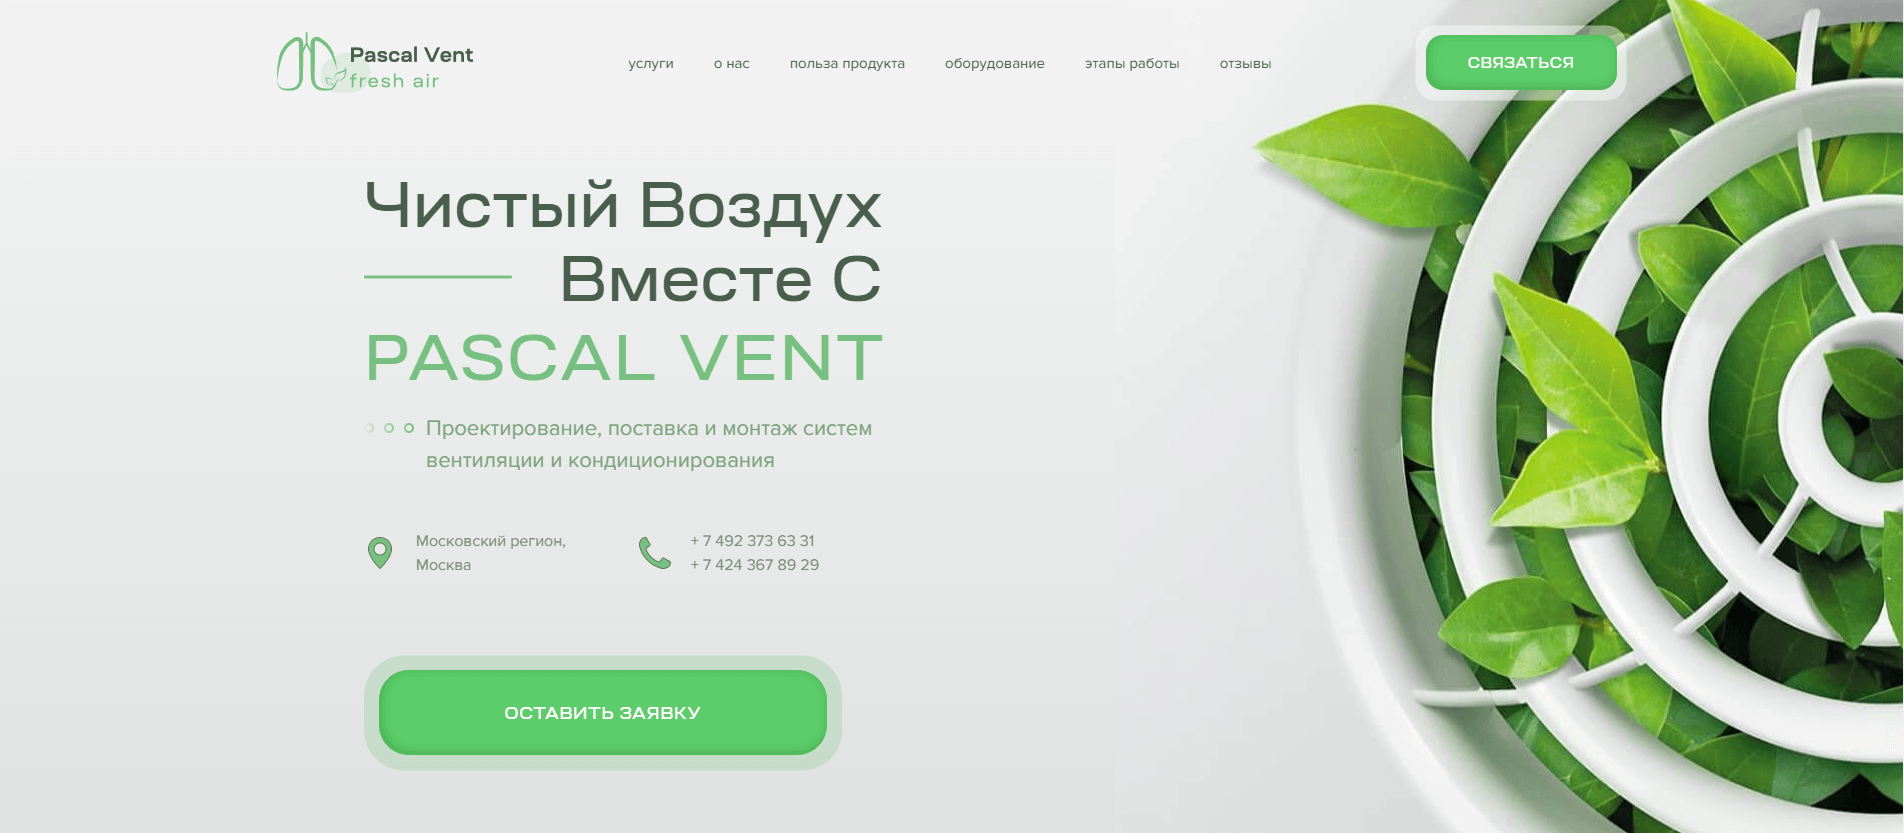 Pascal Vent
fresh air
услуги
о нас
польза продукта
оборудование
этапы работы
отзывы
СВЯЗАТЬСЯ
Чистый Воздух
Вместе С
PASCAL VENT
Проектирование, поставка и монтаж систем
вентиляции и кондиционирования
Московский регион,
Москва
+ 7 492 373 63 31
+ 7 424 367 89 29
ОСТАВИТЬ ЗАЯВКУ